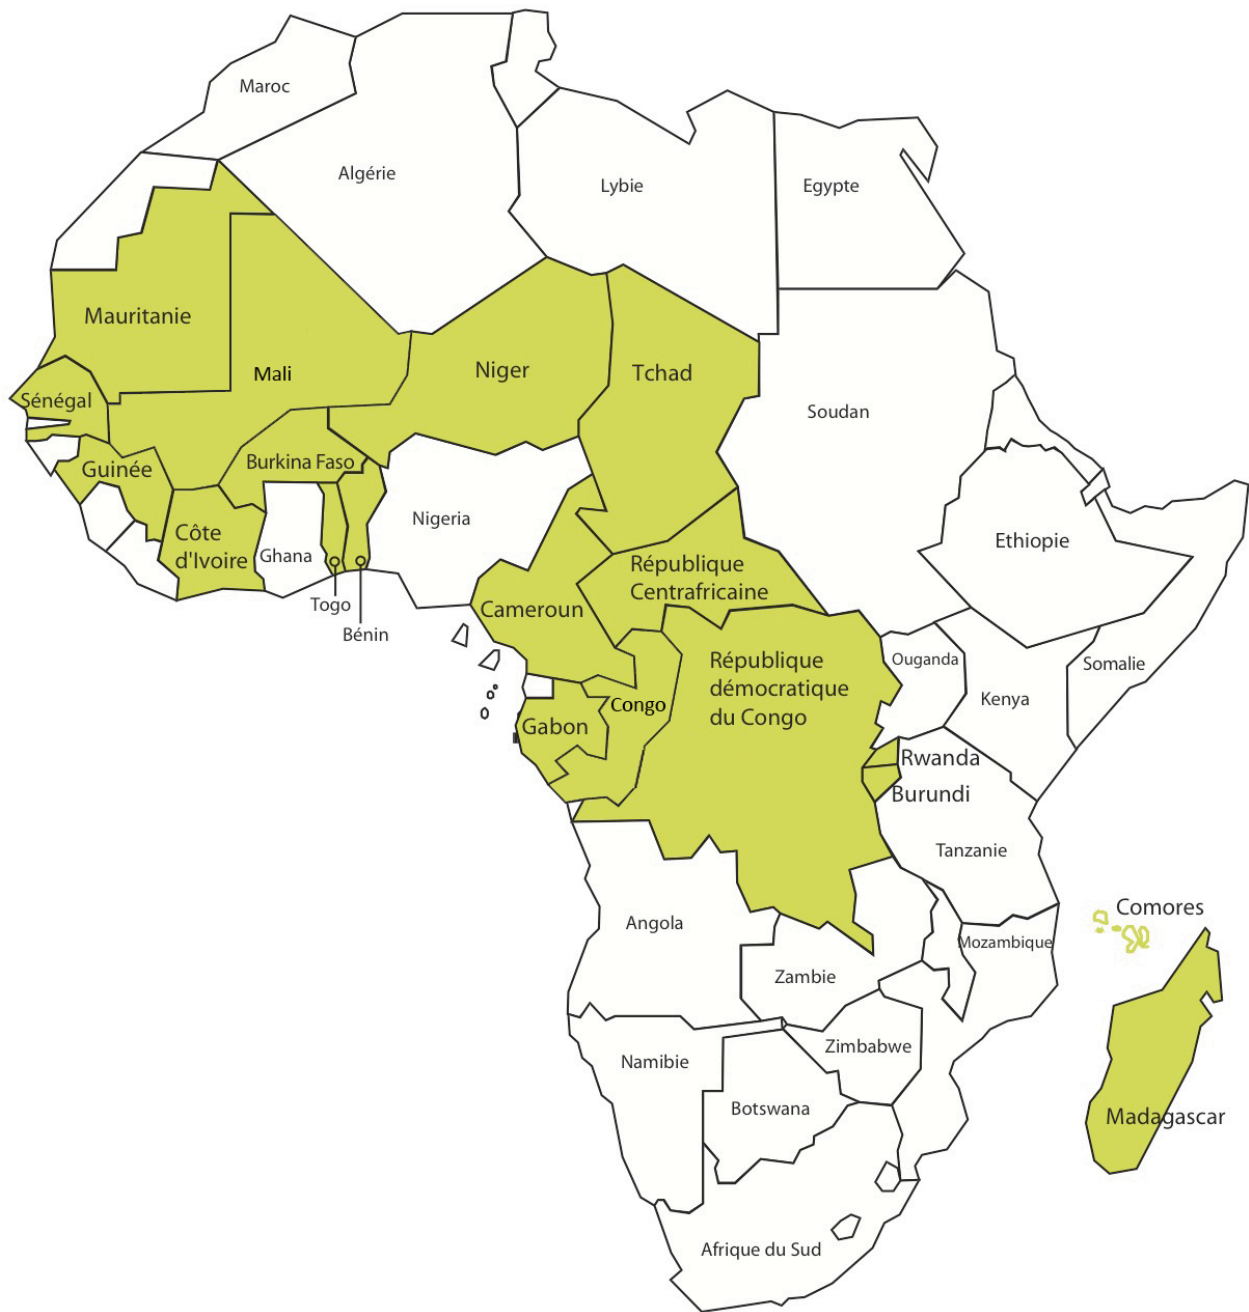 Maroc
Algérie
Lybie
Egypte
Mauritanie
Mali
Niger
Tchad
Soudan
Sénégal
Guinée
Burkina Faso
Côte
d'Ivoire
Ghana
Togo
Bénin
Nigeria
Ethiopie
République
Centrafricaine
Cameroun
République
démocratique
du Congo
Ouganda
Somalie
Kenya
Congo
Gabon
Rwanda
Burundi
Tanzanie
Comores
Angola
Mozambique
Zambie
Zimbabwe
Namibie
Botswana
Madagascar
Afrique du Sud